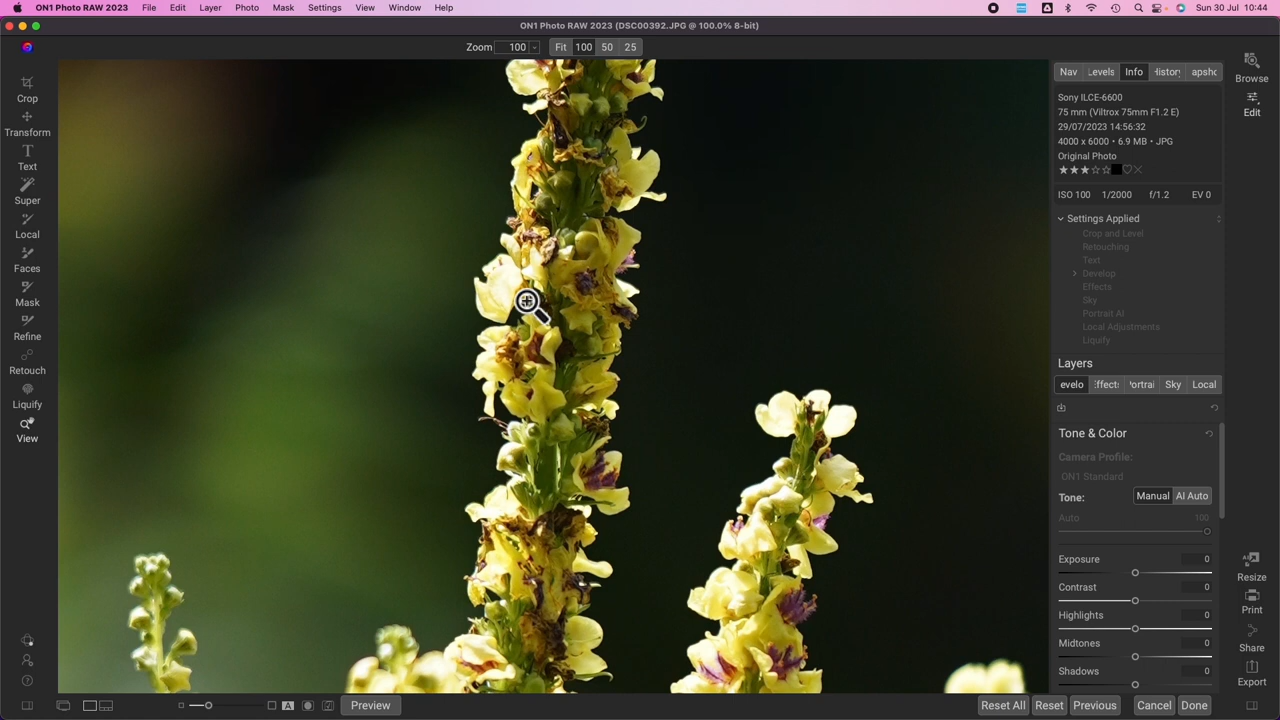 ON1 Photo RAW 2023 File Edit Layer Photo Mask Settings View Window Help Sun 30 Jul 10:44
ON1 Photo RAW 2023 (DSC00392.JPG @ 100.0% 8-bit)
Zoom 100 Fit 100 50 25
Crop
Transform
Text
Super
Local
Faces
Mask
Refine
Retouch
Liquify
View
Nav Levels Info History apsho
Sony ILCE-6600
75 mm (Viltrox 75mm F1.2 E)
29/07/2023 14:56:32
4000 x 6000 • 6.9 MB • JPG
Original Photo
ISO 100 1/2000 f/1.2 EV 0
Settings Applied
Crop and Level
Retouching
Text
Develop
Effects
Sky
Portrait AI
Local Adjustments
Liquify
Layers
evelo Effects ortrai Sky Local
Tone & Color
Camera Profile:
ON1 Standard
Tone: Manual AI Auto
Auto 100
Exposure 0
Contrast 0
Highlights 0
Midtones 0
Shadows 0
Browse
Edit
Resize
Print
Share
Export
A Preview Reset All Reset Previous Cancel Done